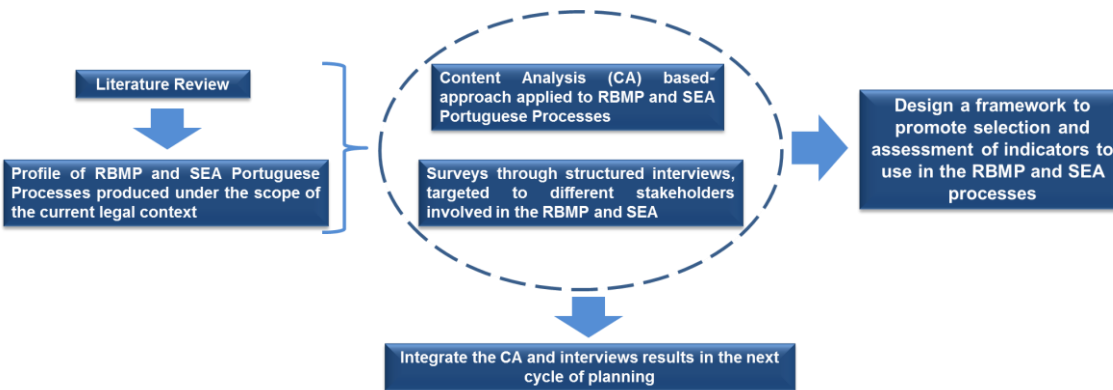 Literature Review
Profile of RBMP and SEA Portuguese
Processes produced under the scope of
the current legal context
Content Analysis (CA) based-
approach applied to RBMP and SEA
Portuguese Processes
Surveys through structured interviews,
targeted to different stakeholders
involved in the RBMP and SEA
Design a framework to
promote selection and
assessment of indicators to
use in the RBMP and SEA
processes
Integrate the CA and interviews results in the next
cycle of planning